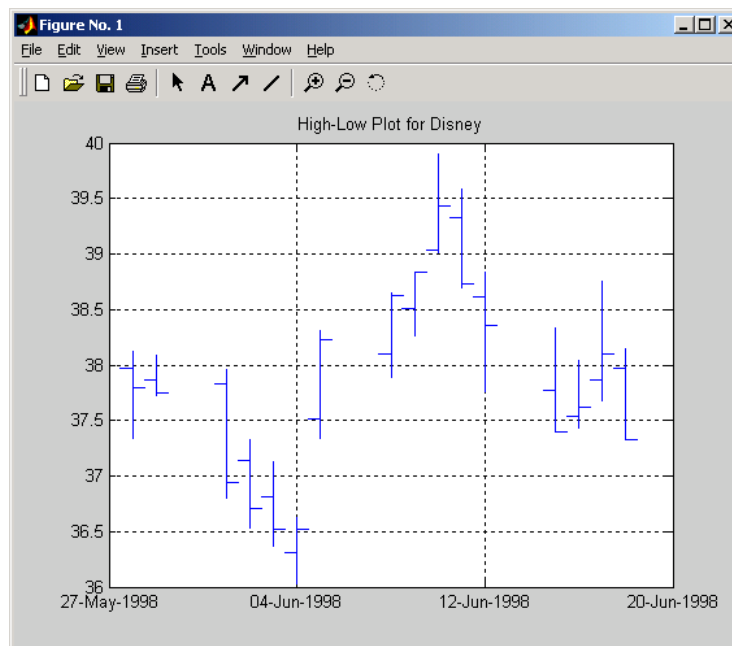 Figure No. 1
File Edit View Insert Tools Window Help
A
High-Low Plot for Disney
40
39.5
39
38.5
38
37.5
37
36.5
36
27-May-1998 04-Jun-1998 12-Jun-1998 20-Jun-1998